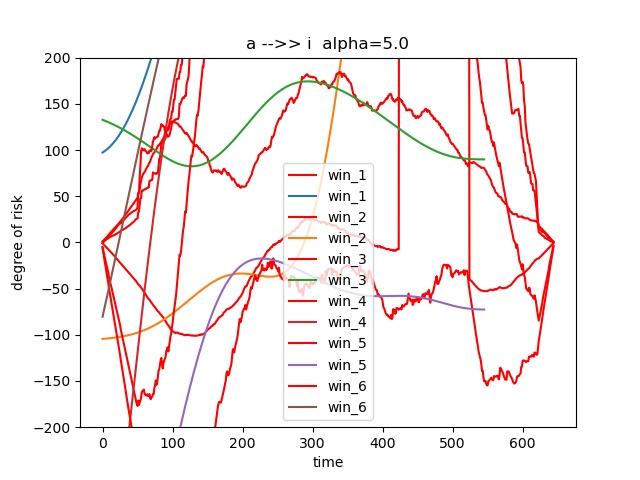 a -->> i  alpha=5.0
degree of risk
200
150
100
50
0
−50
−100
−150
−200
win_1
win_1
win_2
win_2
win_3
win_3
win_4
win_4
win_5
win_5
win_6
win_6
0 100 200 300 400 500 600
time